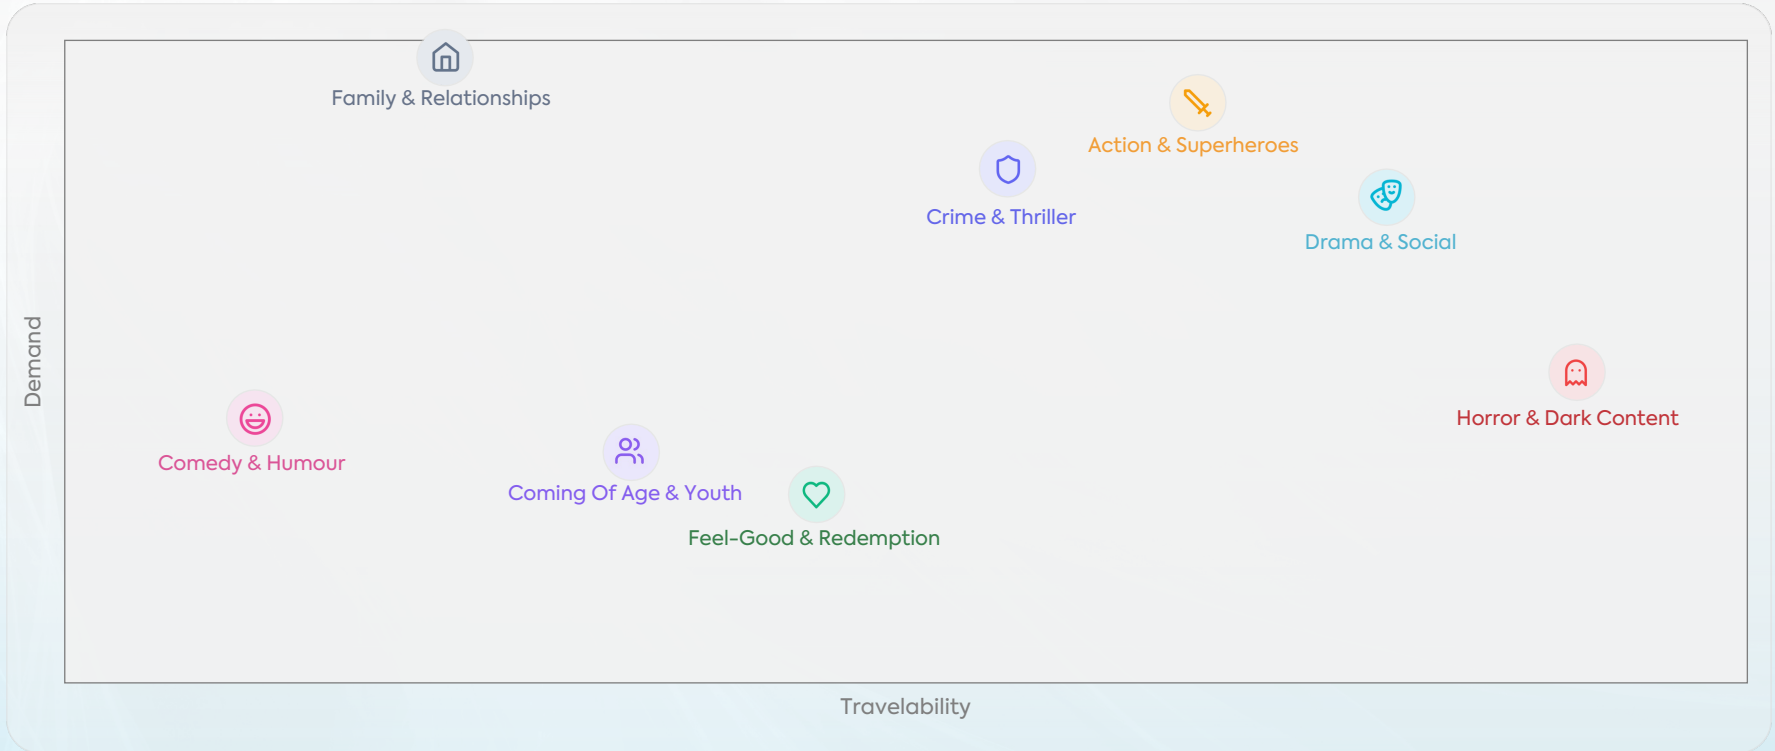 Family & Relationships
Action & Superheroes
Crime & Thriller
Drama & Social
Demand
Horror & Dark Content
Comedy & Humour
Coming Of Age & Youth
Feel-Good & Redemption
Travelability